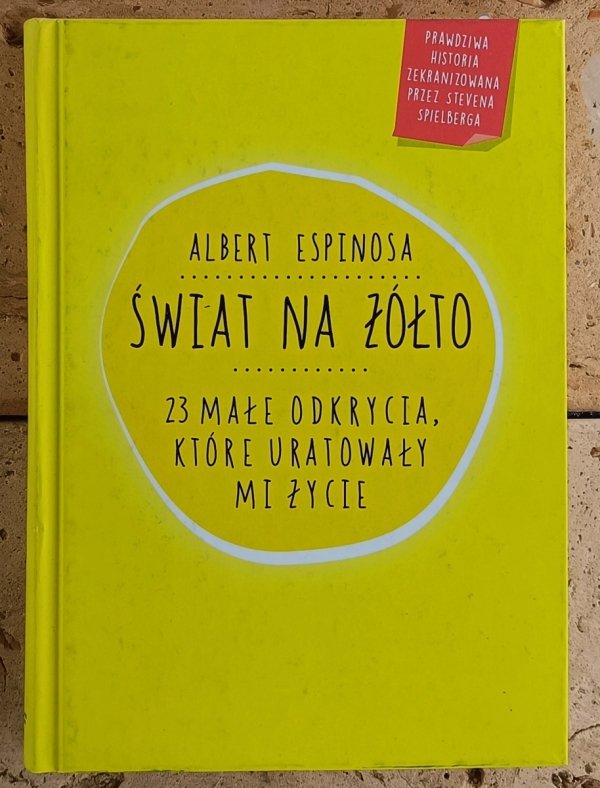 PRAWDZIWA
HISTORIA
ZEKRANIZOWANA
PRZEZ STEVENA
SPIELBERGA
ALBERT ESPINOSA
ŚWIAT NA ŻÓŁTO
23 MAŁE ODKRYCIA,
KTÓRE URATOWAŁY
MI ŻYCIE